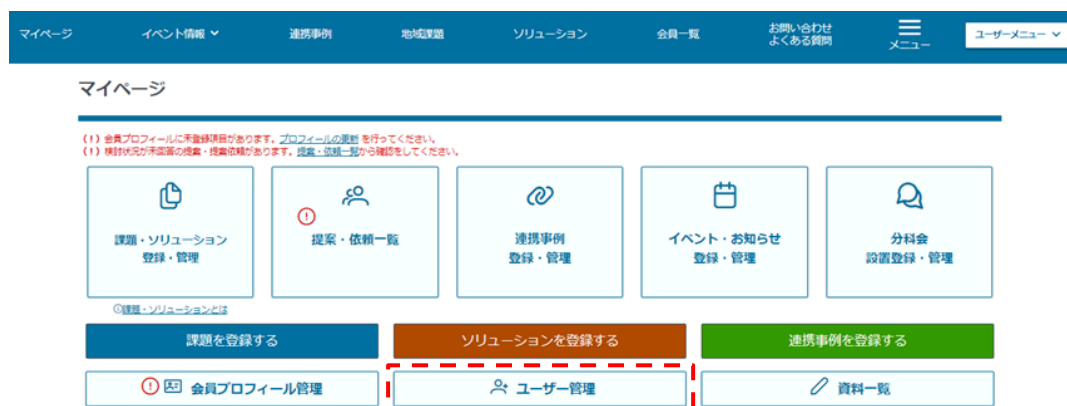 マイページ
イベント情報
連携事例
地域課題
ソリューション
会員一覧
お問い合わせ
よくある質問
メニュー
ユーザーメニュー
マイページ
(!) 会員プロフィールに未登録項目があります。プロフィールの更新 を行ってください。
(!) 検討状況が未回答の提案・提案依頼があります。提案・依頼一覧から確認をしてください。
課題・ソリューション
登録・管理
提案・依頼一覧
連携事例
登録・管理
イベント・お知らせ
登録・管理
分科会
設置登録・管理
課題・ソリューションとは
課題を登録する
ソリューションを登録する
連携事例を登録する
会員プロフィール管理
ユーザー管理
資料一覧